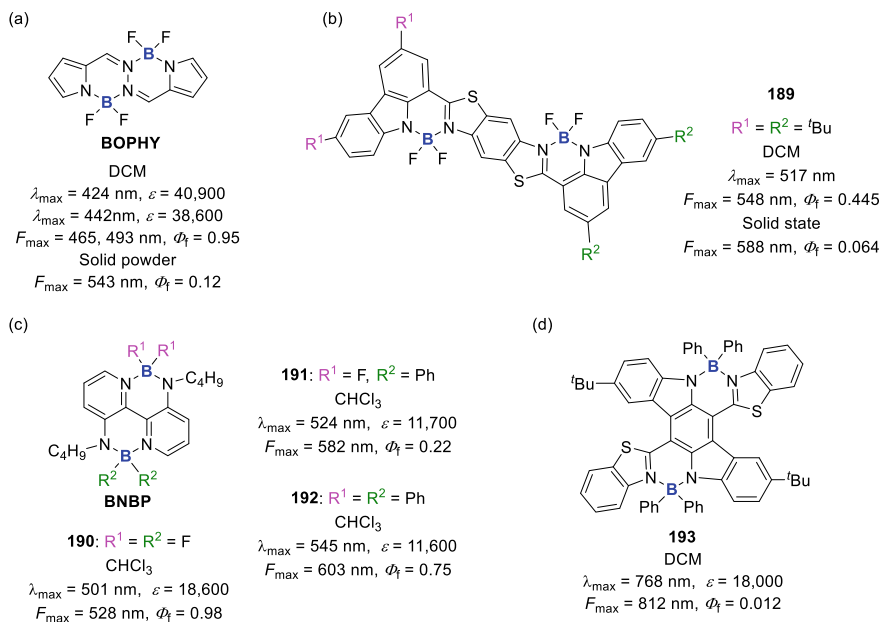 (a)
F F
B
N N
N N
B
F F
BOPHY
DCM
λmax = 424 nm, ε = 40,900
λmax = 442nm, ε = 38,600
Fmax = 465, 493 nm, Φf = 0.95
Solid powder
Fmax = 543 nm, Φf = 0.12
(b)
R¹
S
R¹
N N
B
F F
F F
B
N N
S
R²
R²
189
R¹ = R² = ᵗBu
DCM
λmax = 517 nm
Fmax = 548 nm, Φf = 0.445
Solid state
Fmax = 588 nm, Φf = 0.064
(c)
R¹ R¹
B
N N C₄H₉
C₄H₉ N N
B
R² R²
BNBP
190: R¹ = R² = F
CHCl₃
λmax = 501 nm, ε = 18,600
Fmax = 528 nm, Φf = 0.98
191: R¹ = F, R² = Ph
CHCl₃
λmax = 524 nm, ε = 11,700
Fmax = 582 nm, Φf = 0.22
192: R¹ = R² = Ph
CHCl₃
λmax = 545 nm, ε = 11,600
Fmax = 603 nm, Φf = 0.75
(d)
Ph Ph
B
N N
ᵗBu
S
S
N N
B
Ph Ph
ᵗBu
193
DCM
λmax = 768 nm, ε = 18,000
Fmax = 812 nm, Φf = 0.012